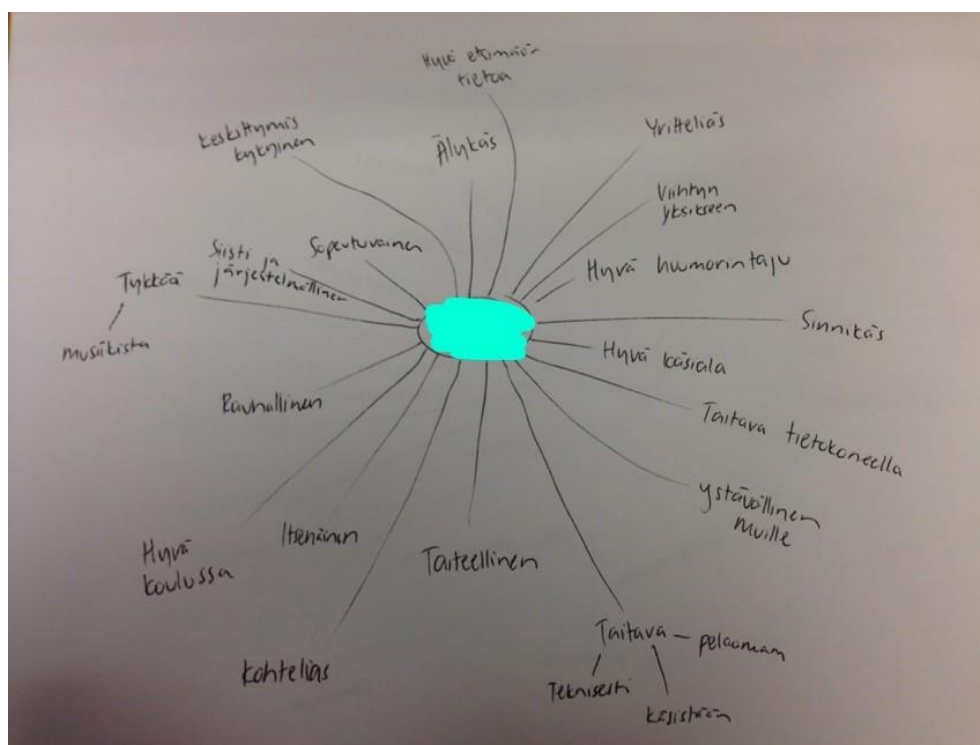 Hyvä etsimään
tietoa
keskittymis
kykyinen
Älykäs
Yritteliäs
Viihtyn
yksikseen
Sopeutuvainen
Siisti ja
järjestelmällinen
Hyvä huumorintaju
Tykkää
musiikista
Sinnikäs
Hyvä käsiala
Rauhallinen
Taitava tietokoneella
ystävällinen
muille
Hyvä
koulussa
Itsenäinen
Taiteellinen
Kohtelias
Taitava – pelaamaan
Teknisesti
käsistään